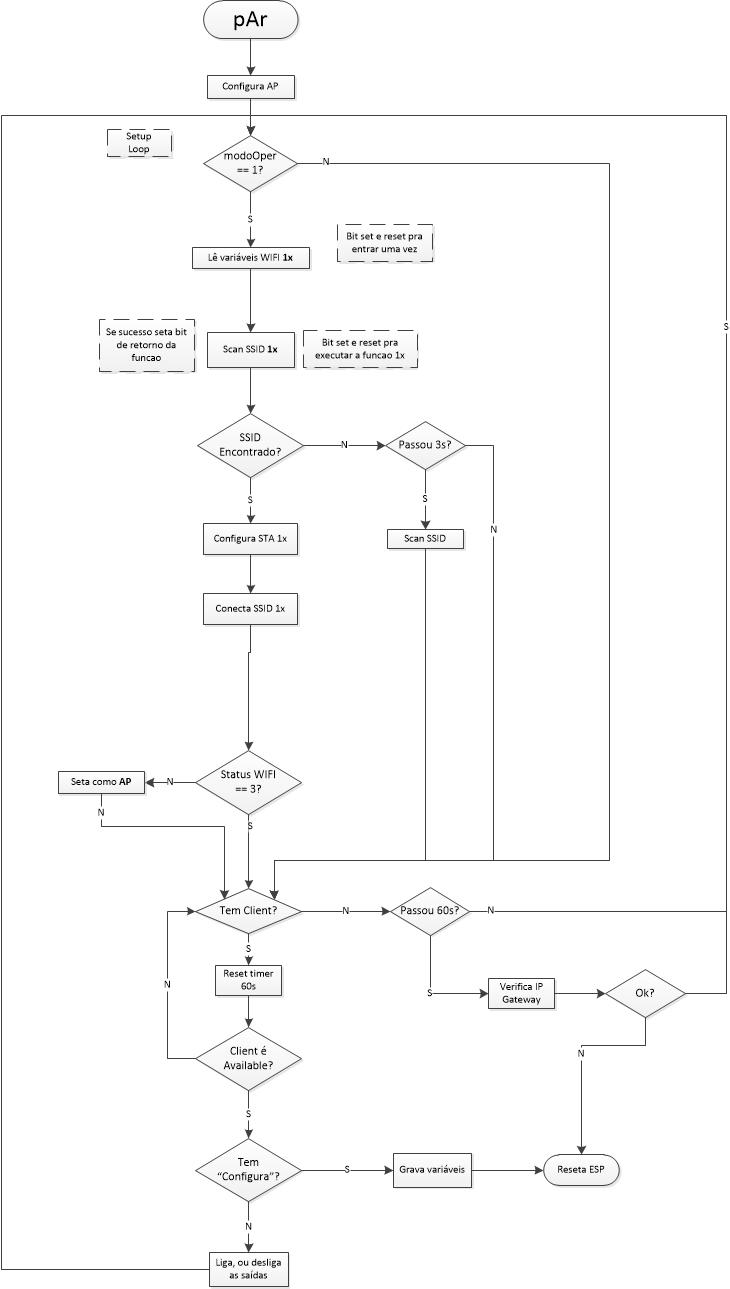 pAr
Configura AP
Setup
Loop
modoOper
== 1?
N
S
Bit set e reset pra
entrar uma vez
Lê variáveis WIFI 1x
Se sucesso seta bit
de retorno da
funcao
Scan SSID 1x
Bit set e reset pra
executar a funcao 1x
S
SSID
Encontrado?
N
Passou 3s?
S
S
N
Configura STA 1x
Scan SSID
Conecta SSID 1x
Seta como AP
N
Status WIFI
== 3?
N
S
Tem Client?
N
Passou 60s?
N
S
Reset timer
60s
N
S
Verifica IP
Gateway
Ok?
Client é
Available?
N
S
Tem
“Configura”?
S
Grava variáveis
Reseta ESP
N
Liga, ou desliga
as saídas